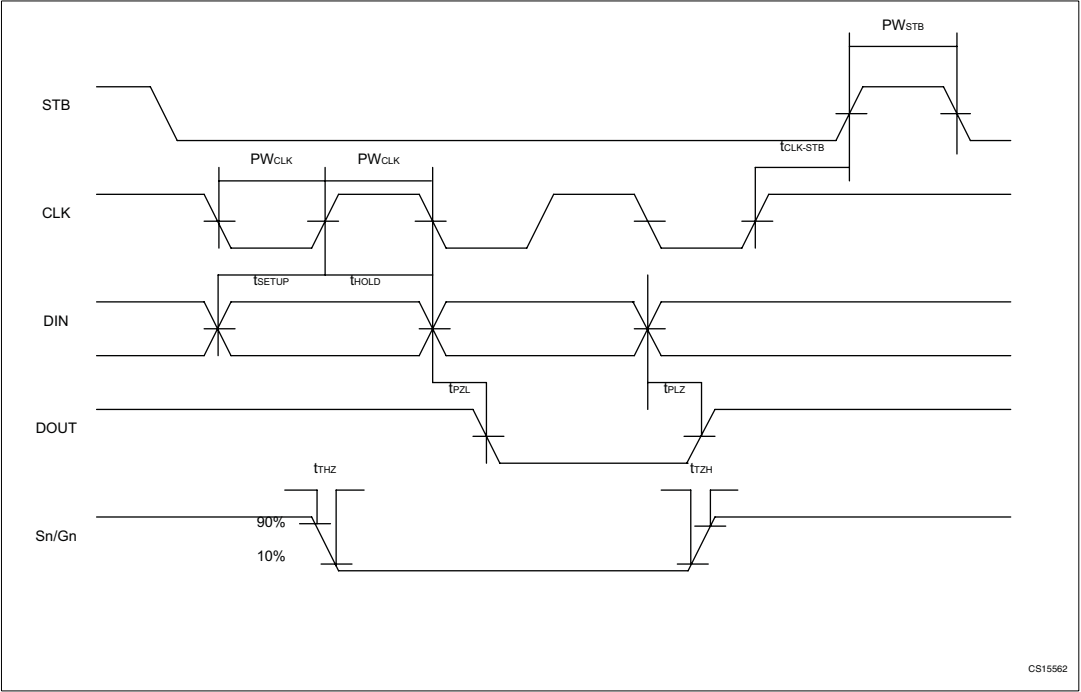 PWSTB
STB
tCLK-STB
PWCLK PWCLK
CLK
tSETUP tHOLD
DIN
tPZL tPLZ
DOUT
tTHZ tTZH
90%
Sn/Gn
10%
CS15562